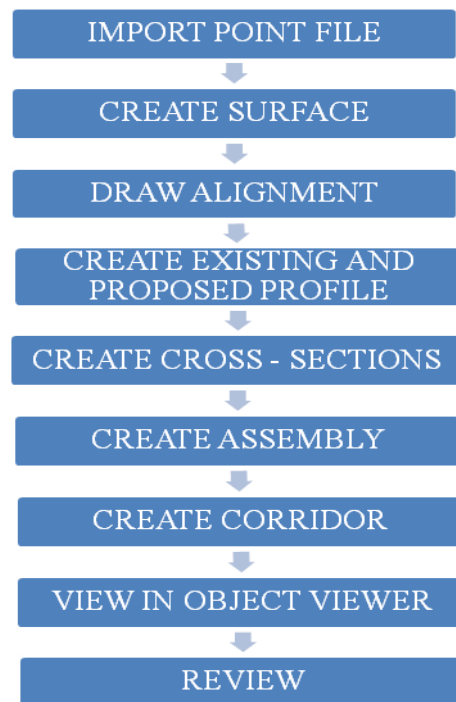 IMPORT POINT FILE
CREATE SURFACE
DRAW ALIGNMENT
CREATE EXISTING AND
PROPOSED PROFILE
CREATE CROSS - SECTIONS
CREATE ASSEMBLY
CREATE CORRIDOR
VIEW IN OBJECT VIEWER
REVIEW